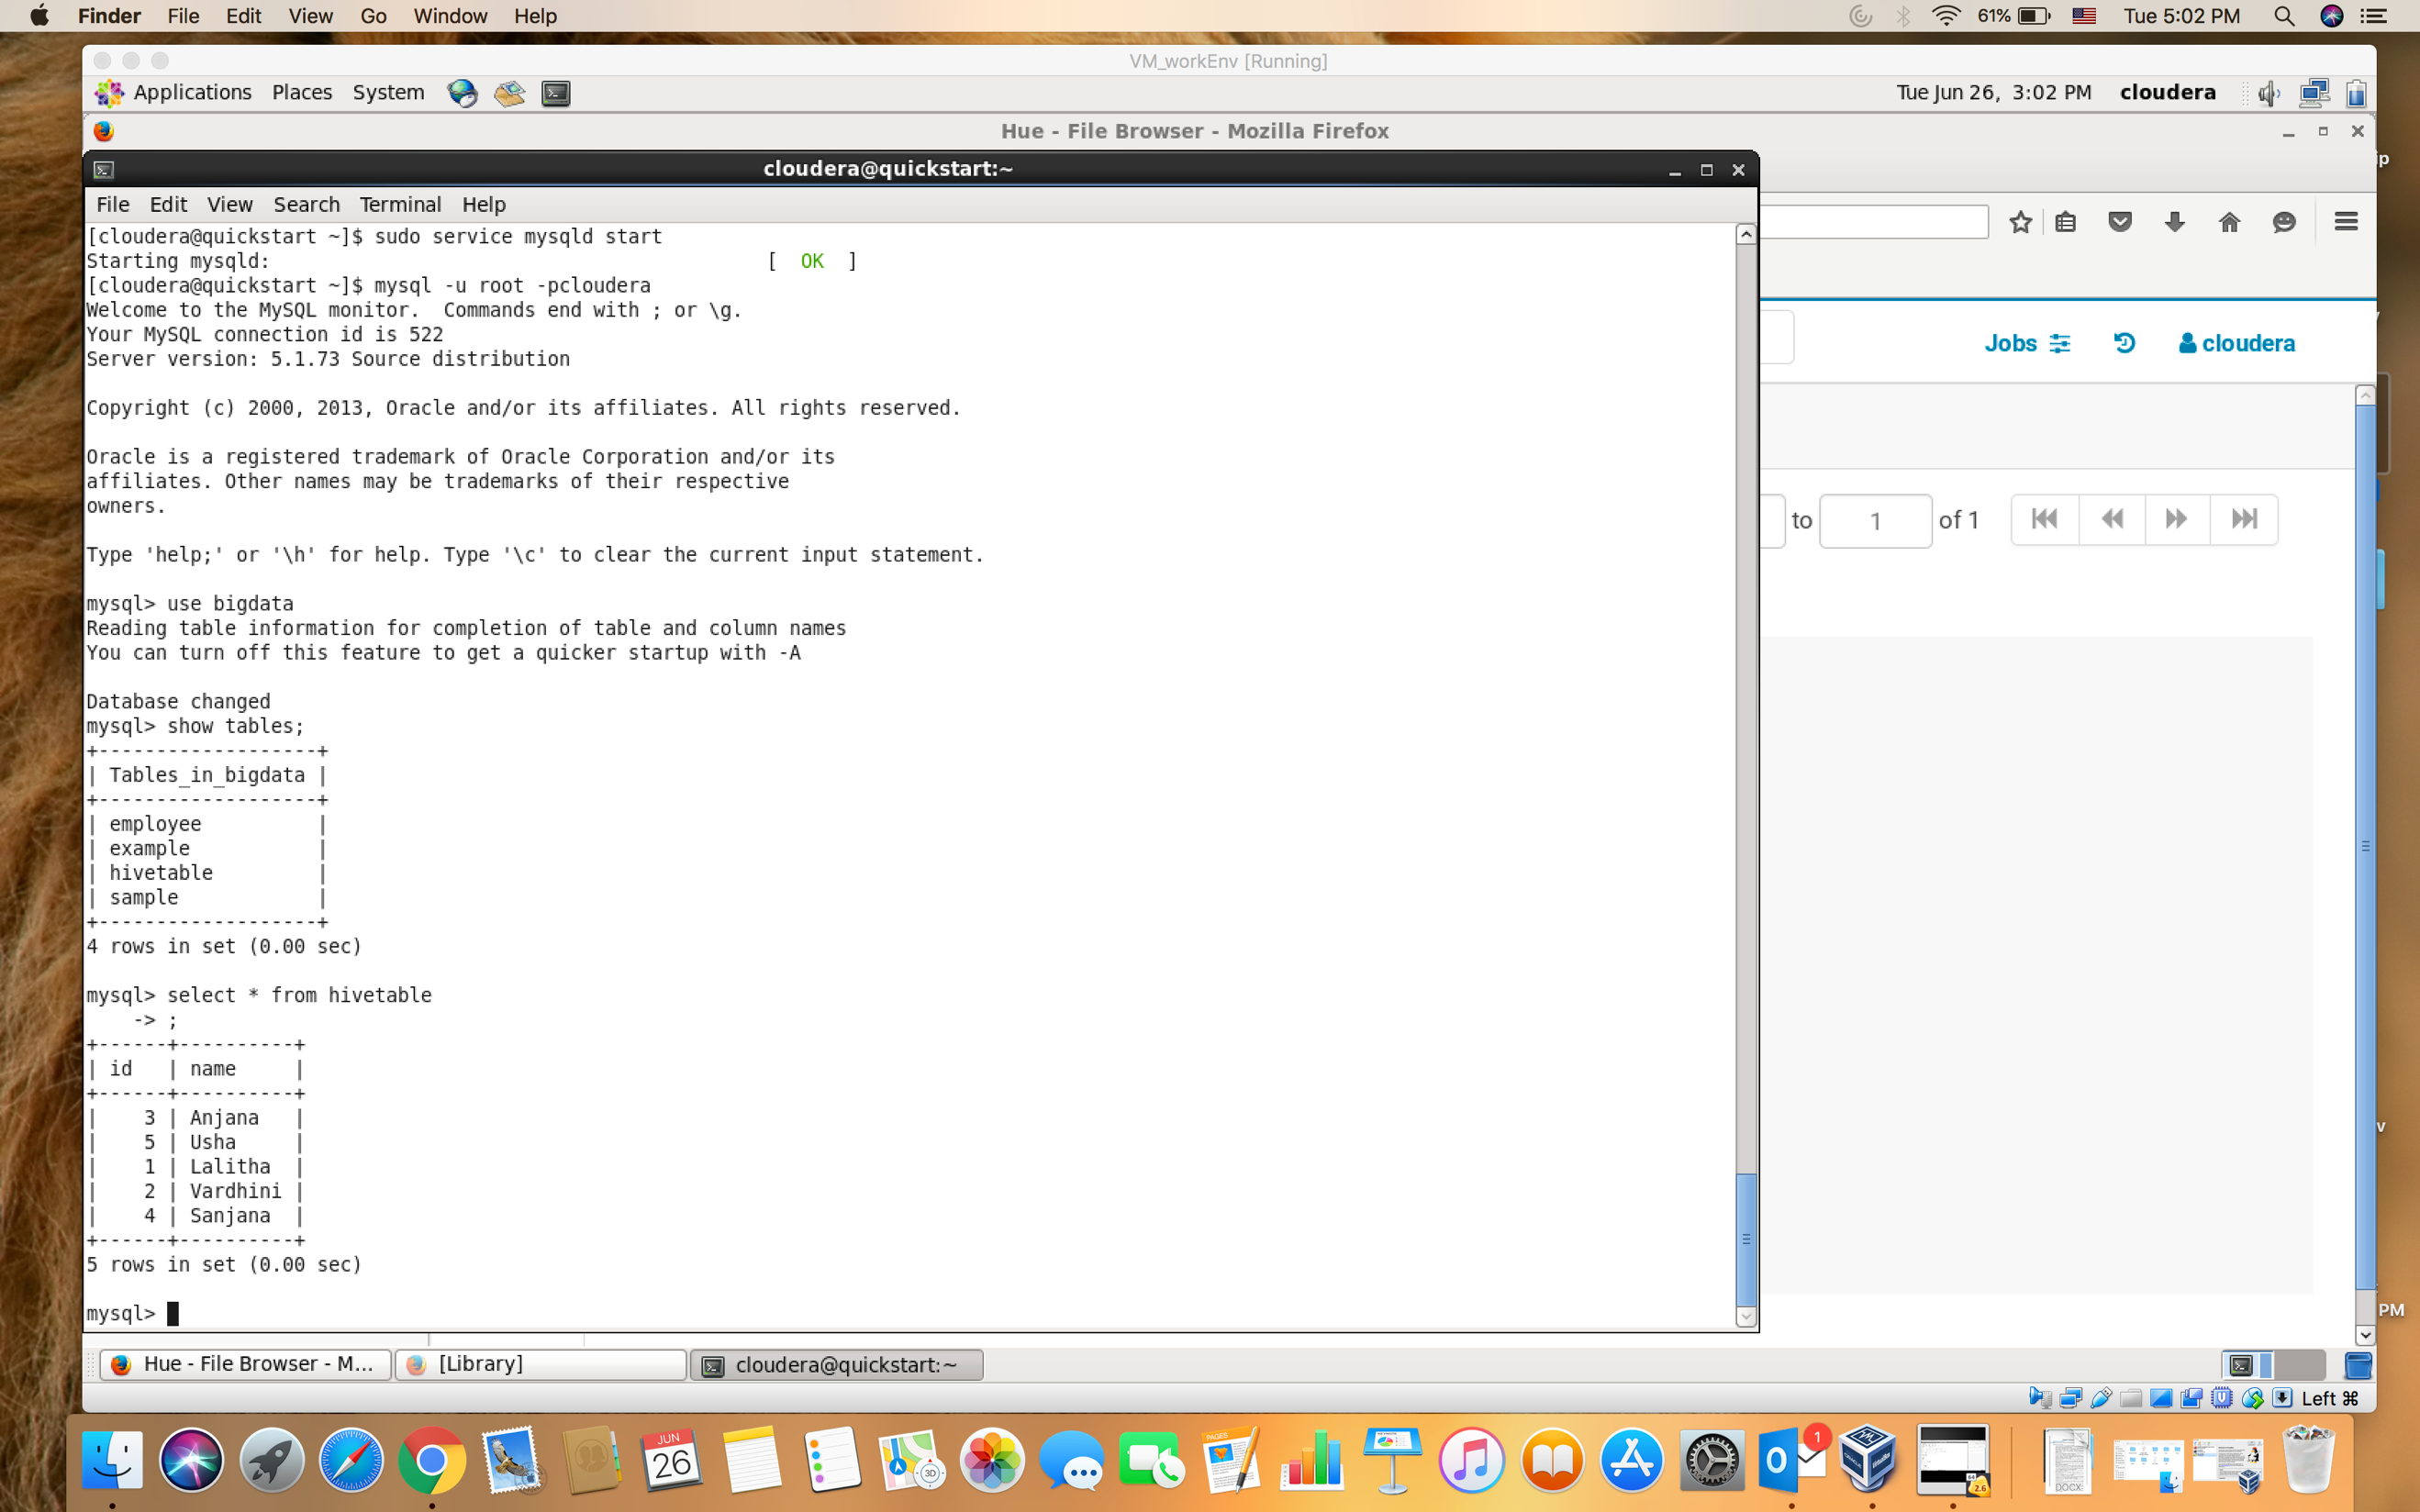 Finder File Edit View Go Window Help 61% Tue 5:02 PM
VM_workEnv [Running]
Applications Places System Tue Jun 26, 3:02 PM cloudera
Hue - File Browser - Mozilla Firefox
cloudera@quickstart:~
File Edit View Search Terminal Help
[cloudera@quickstart ~]$ sudo service mysqld start
Starting mysqld: [ OK ]
[cloudera@quickstart ~]$ mysql -u root -pcloudera
Welcome to the MySQL monitor. Commands end with ; or \g.
Your MySQL connection id is 522
Server version: 5.1.73 Source distribution
Copyright (c) 2000, 2013, Oracle and/or its affiliates. All rights reserved.
Oracle is a registered trademark of Oracle Corporation and/or its
affiliates. Other names may be trademarks of their respective
owners.
Type 'help;' or '\h' for help. Type '\c' to clear the current input statement.
mysql> use bigdata
Reading table information for completion of table and column names
You can turn off this feature to get a quicker startup with -A
Database changed
mysql> show tables;
+-------------------+
| Tables_in_bigdata |
+-------------------+
| employee |
| example |
| hivetable |
| sample |
+-------------------+
4 rows in set (0.00 sec)
mysql> select * from hivetable
-> ;
+------+----------+
| id | name |
+------+----------+
| 3 | Anjana |
| 5 | Usha |
| 1 | Lalitha |
| 2 | Vardhini |
| 4 | Sanjana |
+------+----------+
5 rows in set (0.00 sec)
mysql>
Jobs cloudera
to 1 of 1
ip
v
PM
Hue - File Browser - M... [Library] cloudera@quickstart:~
Left ⌘
JUN
26
3D
PAGES
1
2.6
DOCX